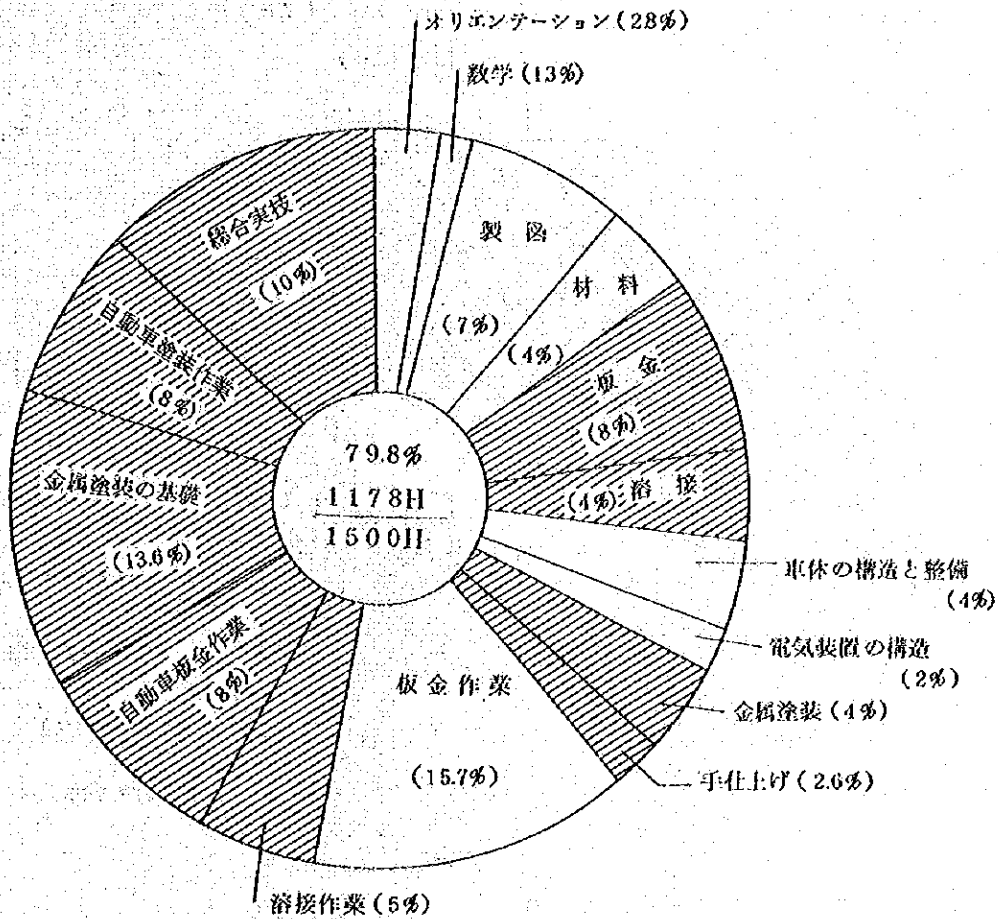 オリエンテーション(2.8%)
数学(1.3%)
製図
(7%)
材料
(4%)
板金
(8%)
(4%) 溶接
車体の構造と整備
(4%)
電気装置の構造
(2%)
金属塗装(4%)
手仕上げ(2.6%)
板金作業
(15.7%)
溶接作業(5%)
自動車板金作業
(8%)
金属塗装の基礎
(13.6%)
自動車塗装作業
(8%)
総合実技
(10%)
79.8%
1178H
1500H